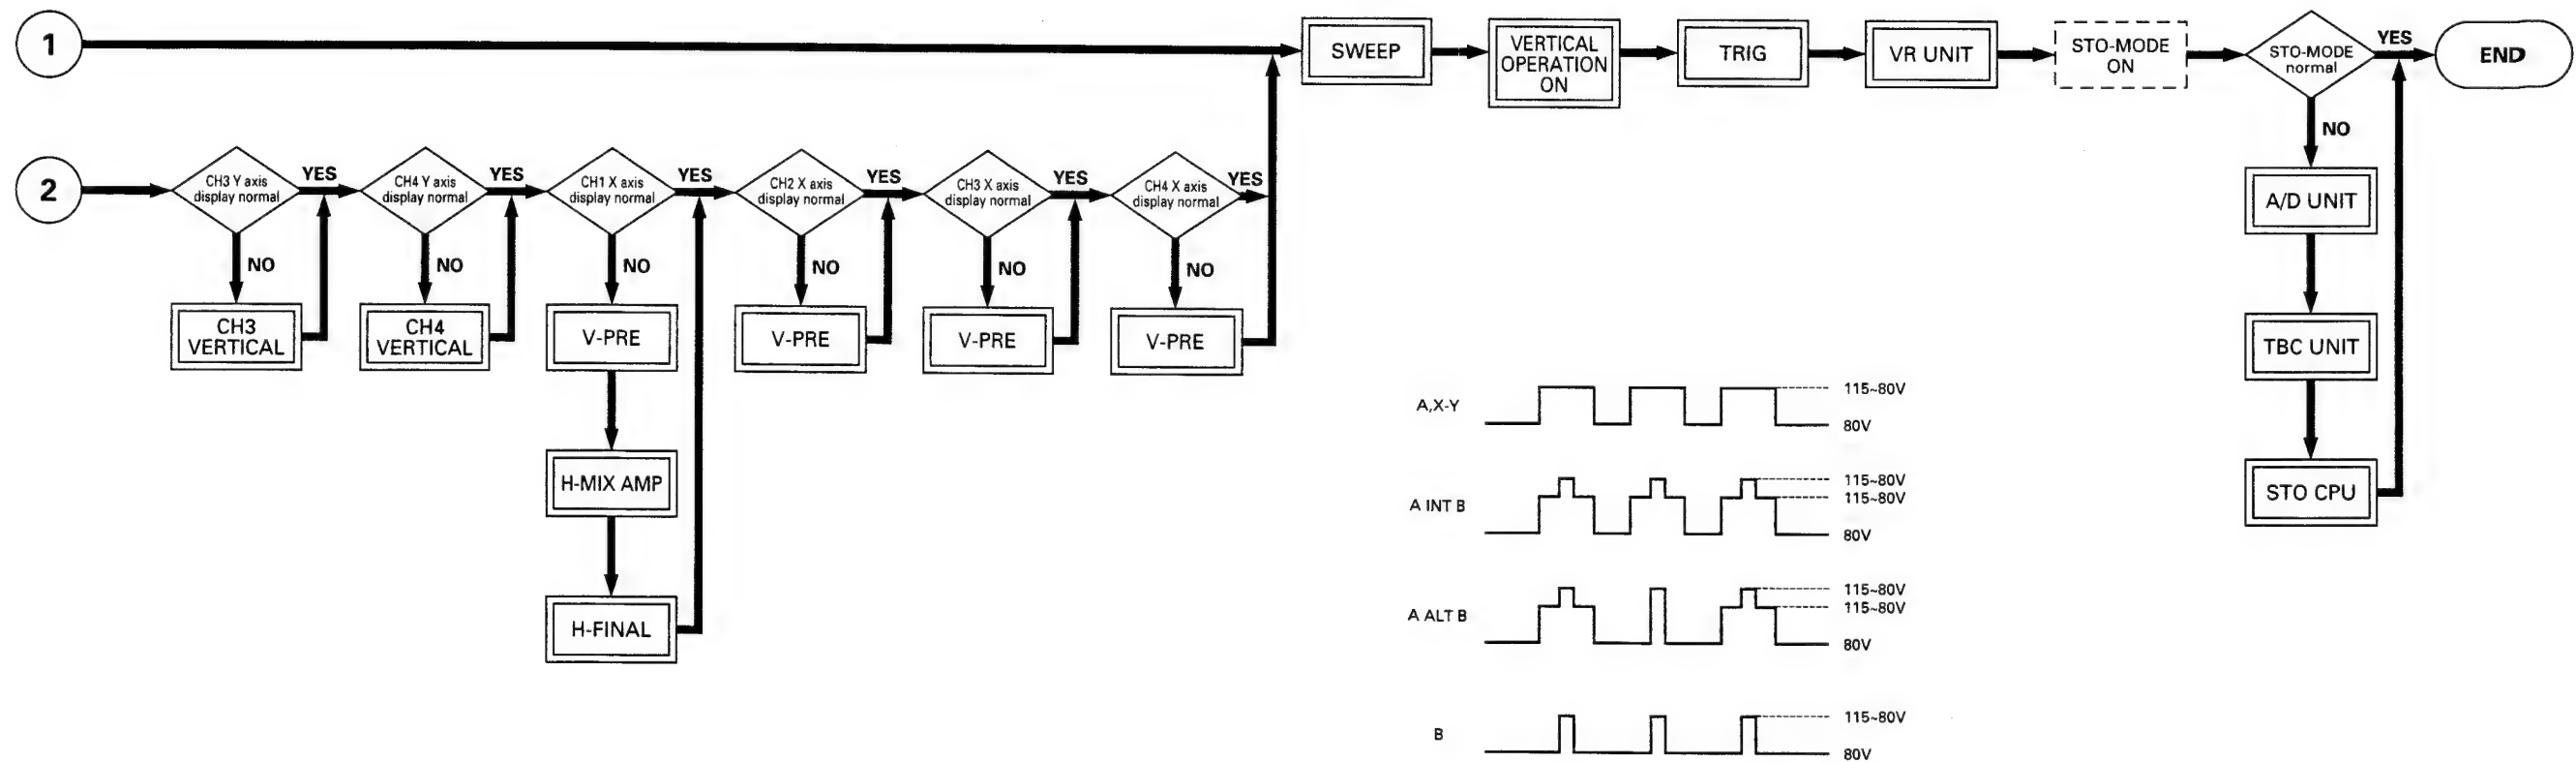 1
SWEEP
VERTICAL
OPERATION
ON
TRIG
VR UNIT
STO-MODE
ON
STO-MODE
normal
YES
END
NO
A/D UNIT
TBC UNIT
STO CPU
2
CH3 Y axis
display normal
YES
CH4 Y axis
display normal
YES
CH1 X axis
display normal
YES
CH2 X axis
display normal
YES
CH3 X axis
display normal
YES
CH4 X axis
display normal
YES
NO
NO
NO
NO
NO
NO
CH3
VERTICAL
CH4
VERTICAL
V-PRE
V-PRE
V-PRE
V-PRE
H-MIX AMP
H-FINAL
A,X-Y
115~80V
80V
A INT B
115~80V
115~80V
80V
A ALT B
115~80V
115~80V
80V
B
115~80V
80V